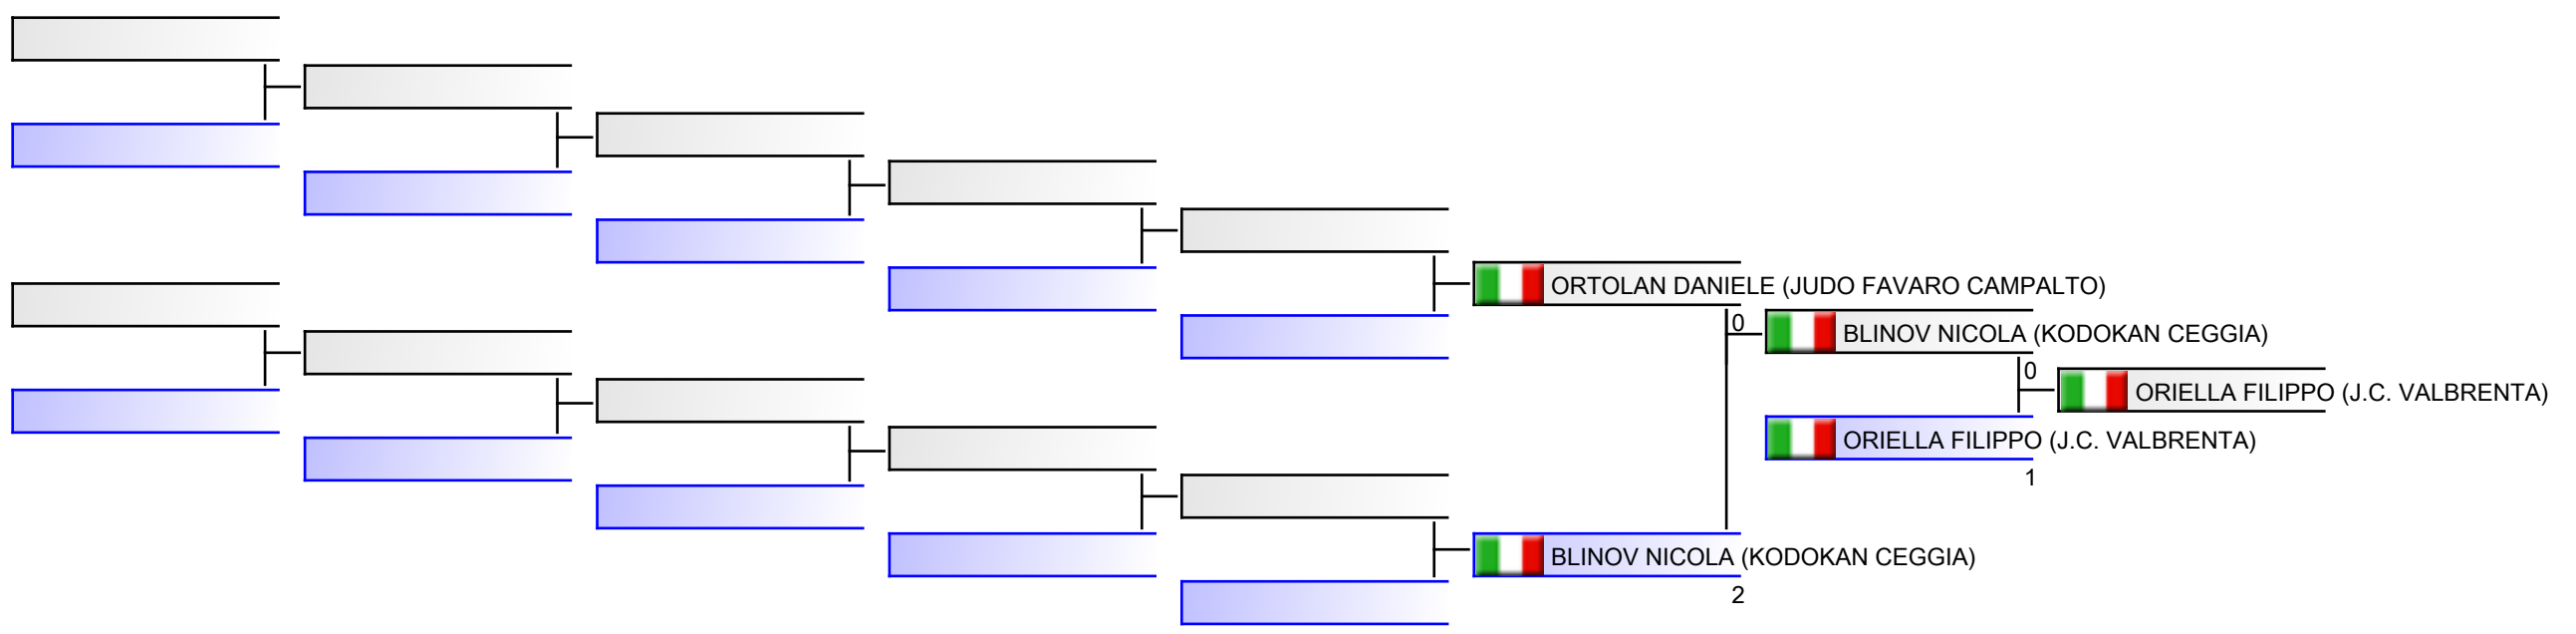 ORTOLAN DANIELE (JUDO FAVARO CAMPALTO)
0
BLINOV NICOLA (KODOKAN CEGGIA)
0
ORIELLA FILIPPO (J.C. VALBRENTA)
ORIELLA FILIPPO (J.C. VALBRENTA)
1
BLINOV NICOLA (KODOKAN CEGGIA)
2